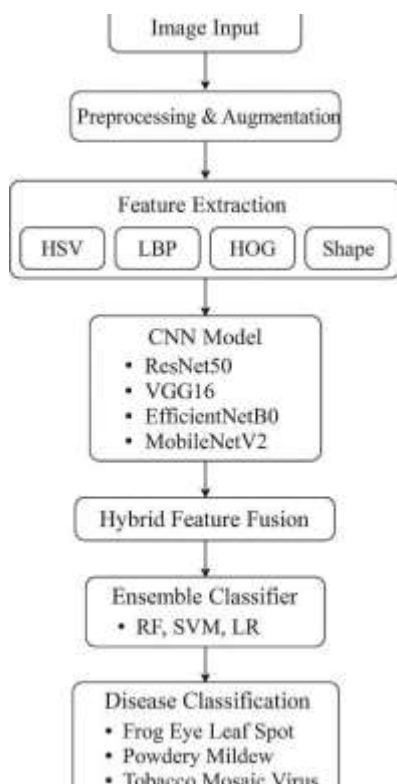 Image Input
Preprocessing & Augmentation
Feature Extraction
HSV LBP HOG Shape
CNN Model
• ResNet50
• VGG16
• EfficientNetB0
• MobileNetV2
Hybrid Feature Fusion
Ensemble Classifier
• RF, SVM, LR
Disease Classification
• Frog Eye Leaf Spot
• Powdery Mildew
• Tobacco Mosaic Virus